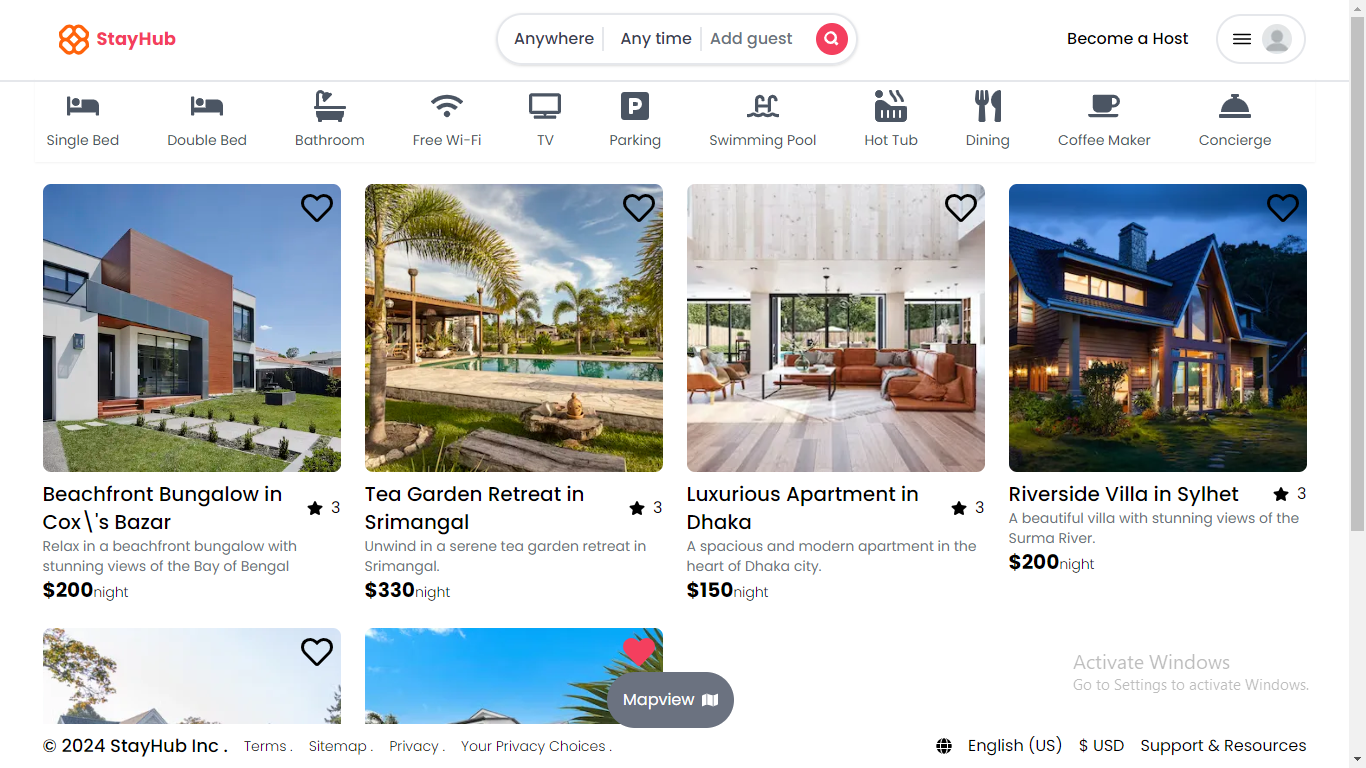 StayHub
Anywhere Any time Add guest
Become a Host
Single Bed Double Bed Bathroom Free Wi-Fi TV P Parking Swimming Pool Hot Tub Dining Coffee Maker Concierge
Beachfront Bungalow in
Cox\'s Bazar
3
Relax in a beachfront bungalow with
stunning views of the Bay of Bengal
$200night
Tea Garden Retreat in
Srimangal
3
Unwind in a serene tea garden retreat in
Srimangal.
$330night
Luxurious Apartment in
Dhaka
3
A spacious and modern apartment in the
heart of Dhaka city.
$150night
Riverside Villa in Sylhet
3
A beautiful villa with stunning views of the
Surma River.
$200night
Activate Windows
Go to Settings to activate Windows.
Mapview
© 2024 StayHub Inc . Terms . Sitemap . Privacy . Your Privacy Choices .
English (US) $ USD Support & Resources